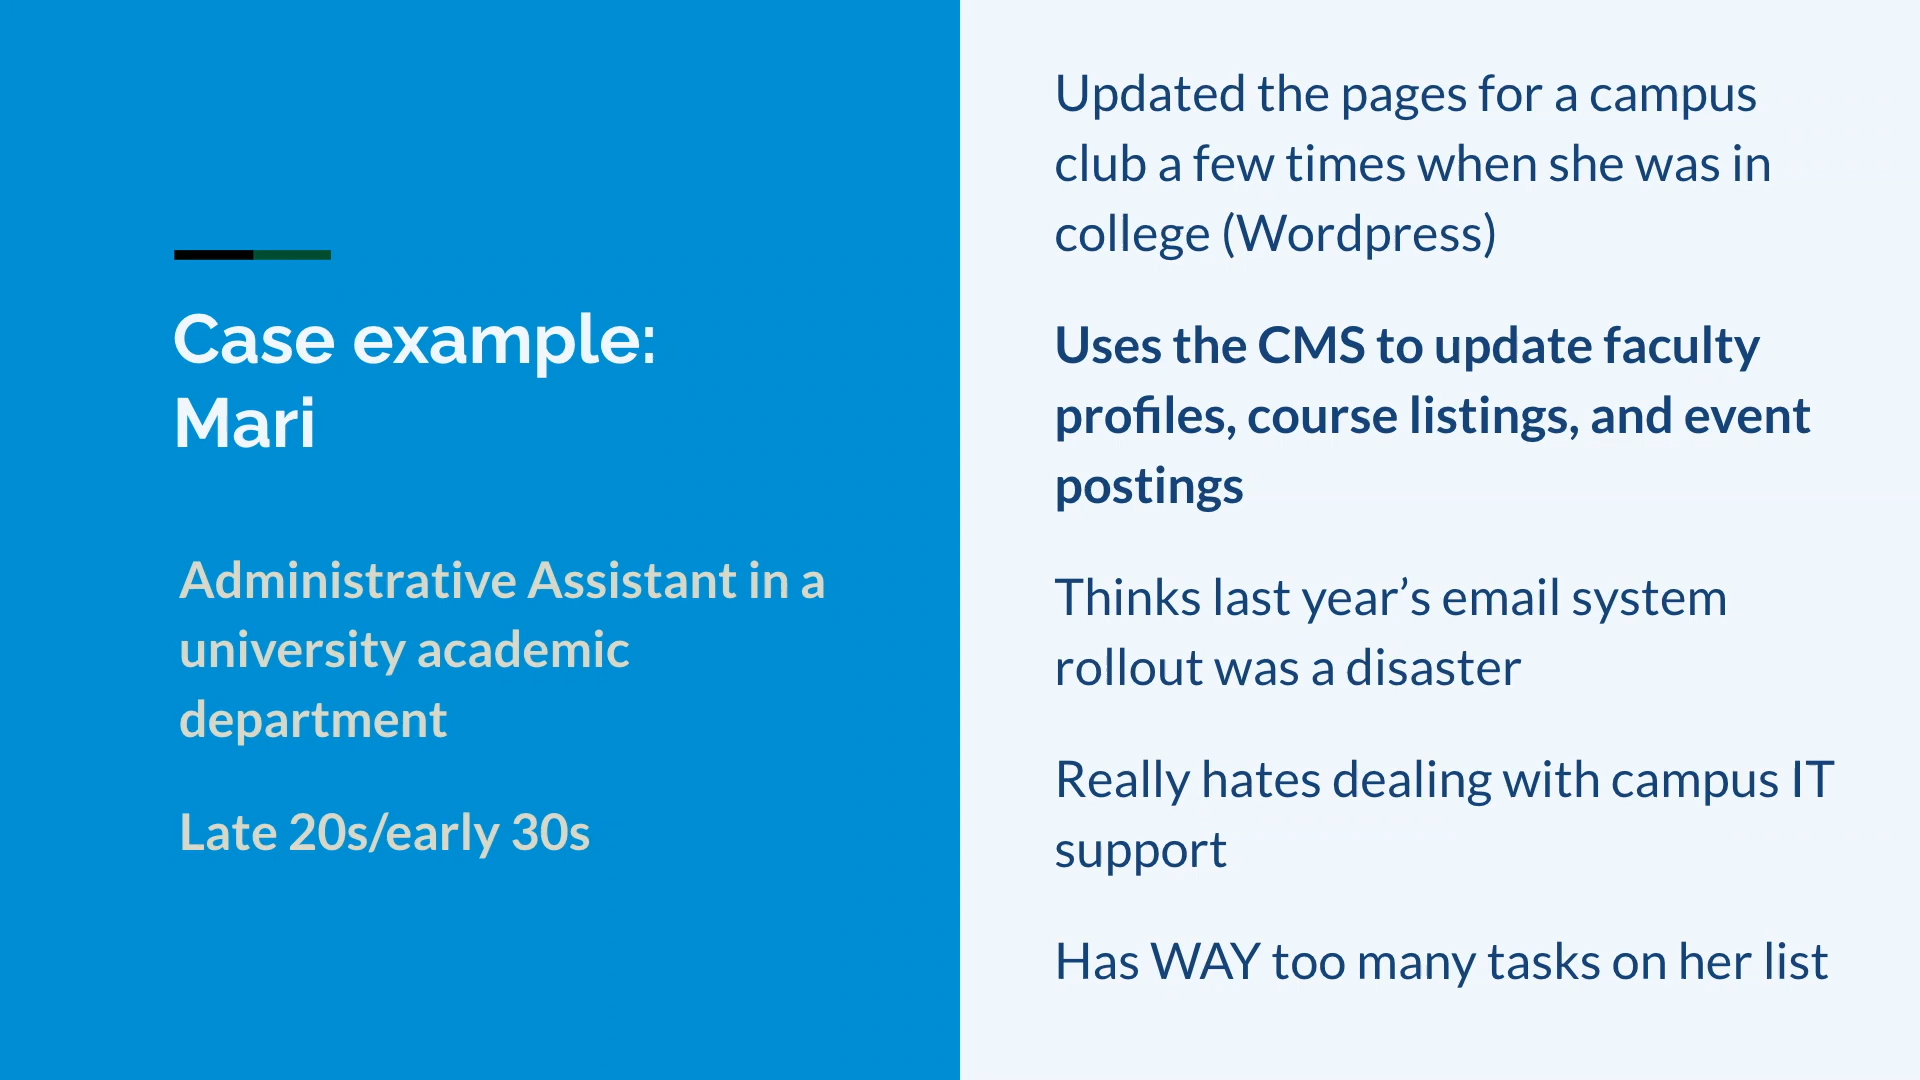 Case example:
Mari
Administrative Assistant in a
university academic
department
Late 20s/early 30s
Updated the pages for a campus
club a few times when she was in
college (Wordpress)
Uses the CMS to update faculty
profiles, course listings, and event
postings
Thinks last year’s email system
rollout was a disaster
Really hates dealing with campus IT
support
Has WAY too many tasks on her list